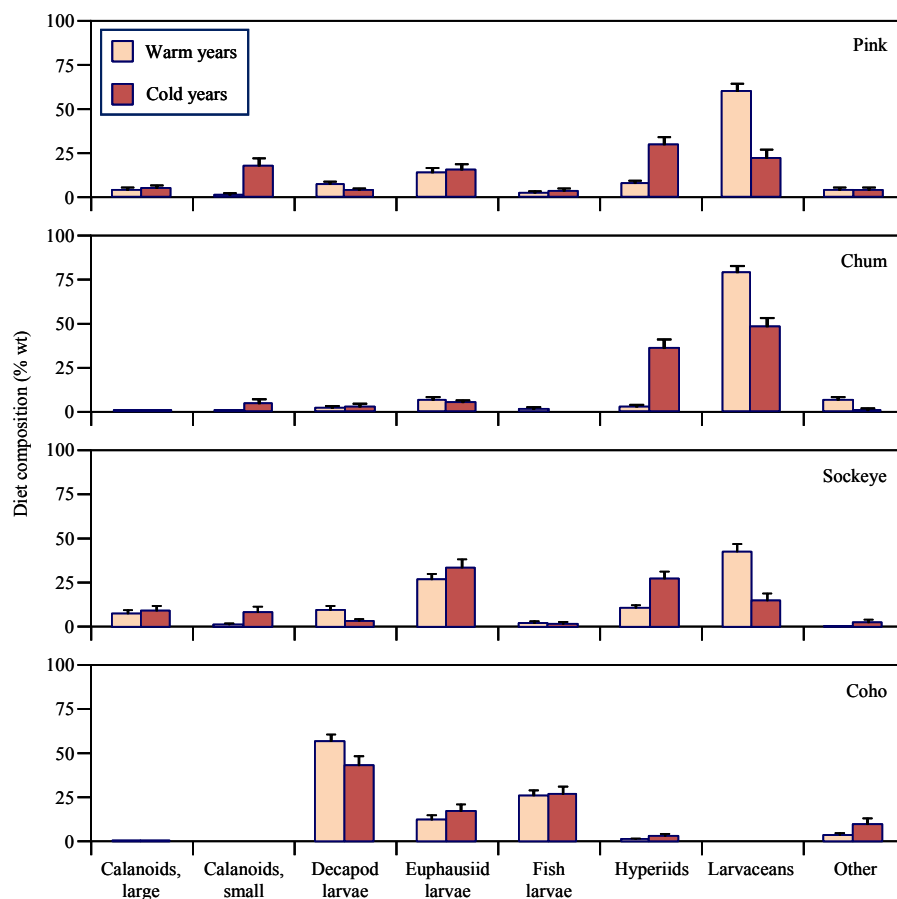 100
75
50
25
0
Warm years
Cold years
Pink
100
75
50
25
0
Chum
Diet composition (% wt)
100
75
50
25
0
Sockeye
100
75
50
25
0
Coho
Calanoids,
large
Calanoids,
small
Decapod
larvae
Euphausiid
larvae
Fish
larvae
Hyperiids
Larvaceans
Other